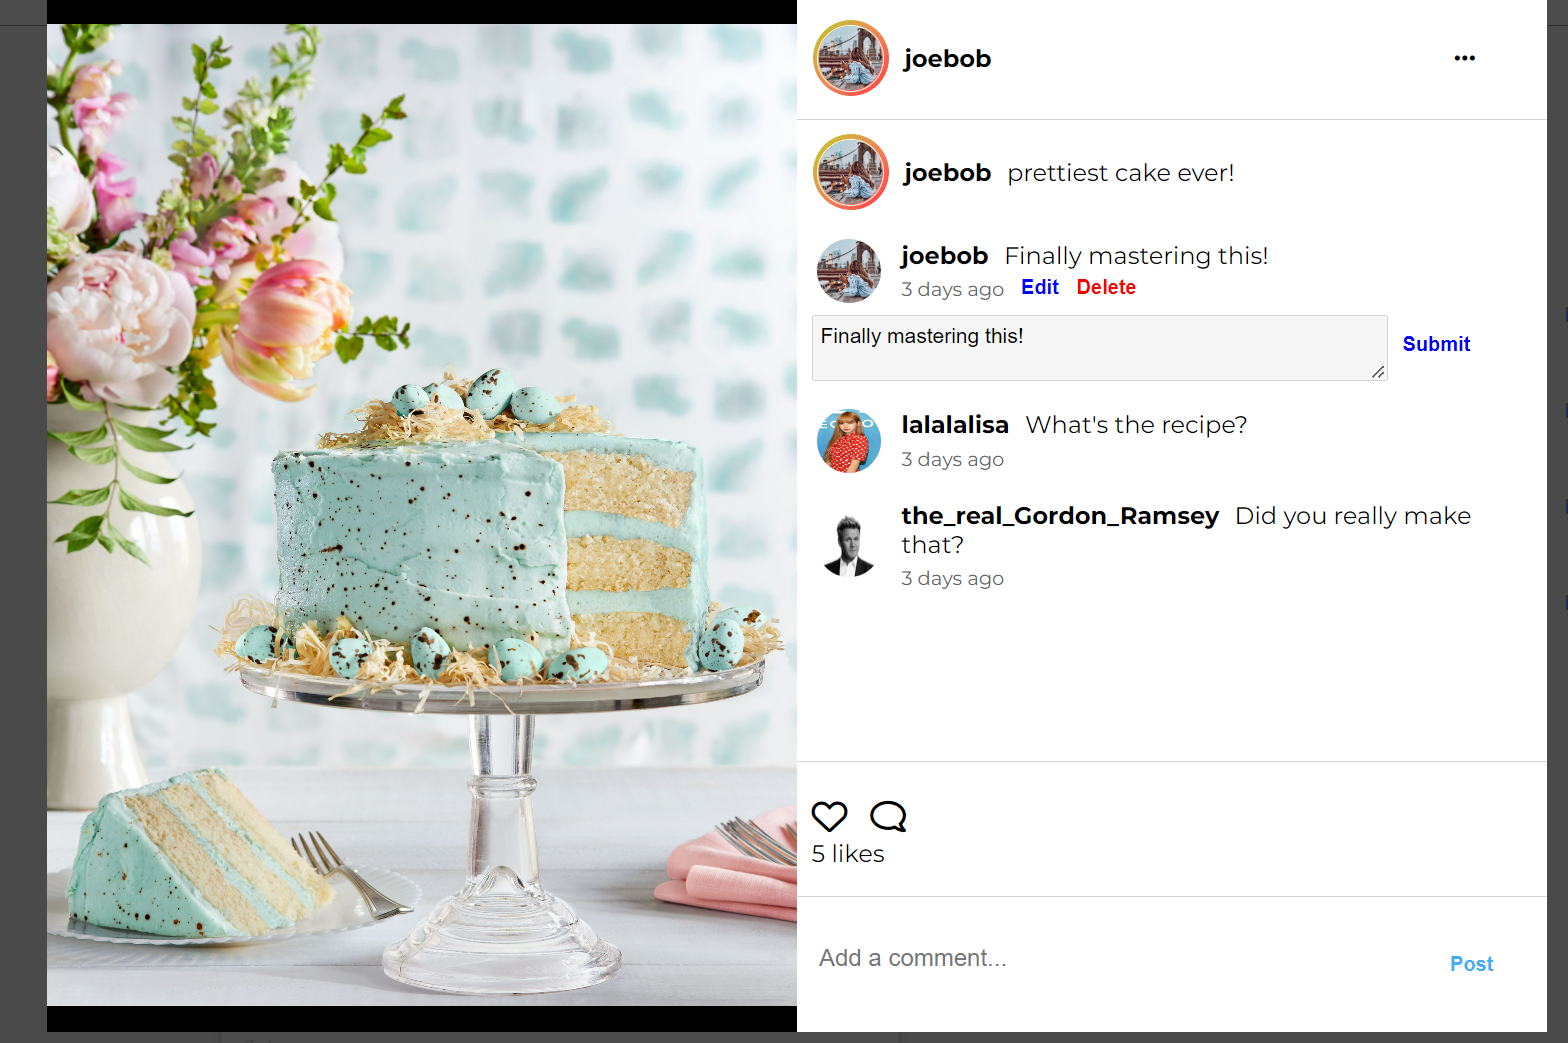 joebob
•••
joebob prettiest cake ever!
joebob Finally mastering this!
3 days ago Edit Delete
Finally mastering this!
Submit
lalalalisa What's the recipe?
3 days ago
the_real_Gordon_Ramsey Did you really make
that?
3 days ago
5 likes
Add a comment...
Post